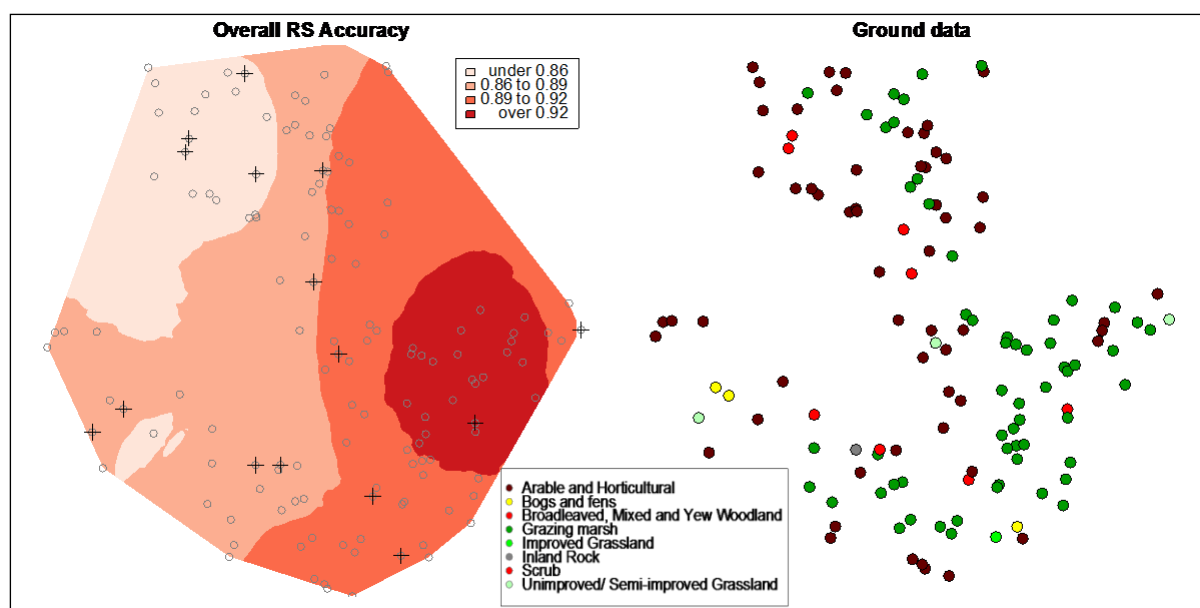 Overall RS Accuracy
Ground data
under 0.86
0.86 to 0.89
0.89 to 0.92
over 0.92
Arable and Horticultural
Bogs and fens
Broadleaved, Mixed and Yew Woodland
Grazing marsh
Improved Grassland
Inland Rock
Scrub
Unimproved/ Semi-improved Grassland